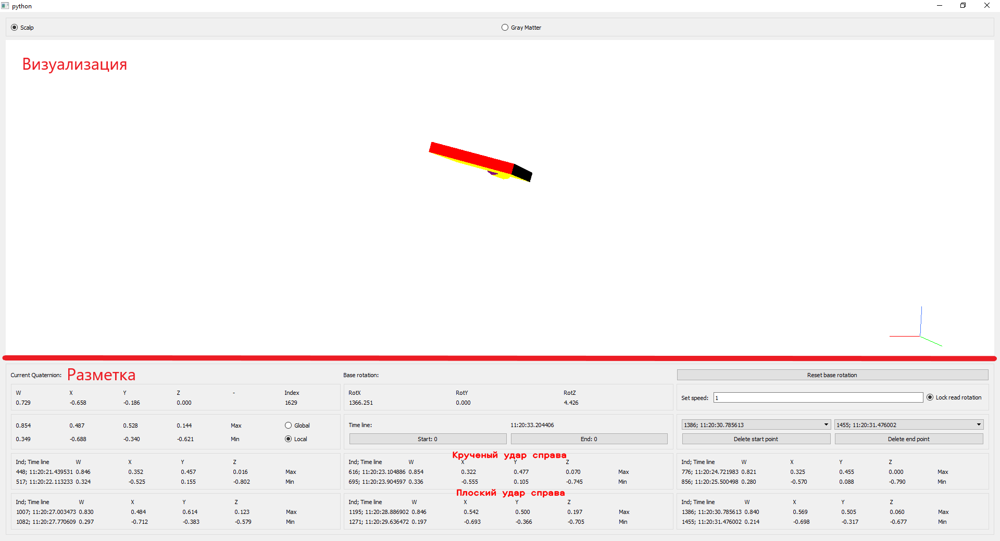 python
Scalp Gray Matter
Визуализация
Current Quaternion: Разметка Base rotation: Reset base rotation
W X Y Z - Index RotX RotY RotZ
0.729 -0.658 -0.186 0.000 1629 1366.251 0.000 4.426
Set speed: 1 Lock read rotation
0.854 0.487 0.528 0.144 Max Global Time line: 11:20:33.204406 1386; 11:20:30.785613 1455; 11:20:31.476002
0.349 -0.688 -0.340 -0.621 Min Local Start: 0 End: 0 Delete start point Delete end point
Крученый удар справа
Ind; Time line W X Y Z Ind; Time line W X Y Z Ind; Time line W X Y Z
448; 11:20:21.439531 0.846 0.352 0.457 0.016 Max 616; 11:20:23.104886 0.854 0.322 0.477 0.070 Max 776; 11:20:24.721983 0.821 0.325 0.455 0.000 Max
517; 11:20:22.113233 0.324 -0.525 0.155 -0.802 Min 695; 11:20:23.904597 0.336 -0.555 0.105 -0.745 Min 856; 11:20:25.500498 0.280 -0.570 0.088 -0.790 Min
Плоский удар справа
Ind; Time line W X Y Z Ind; Time line W X Y Z Ind; Time line W X Y Z
1007; 11:20:27.003473 0.830 0.484 0.614 0.123 Max 1195; 11:20:28.886902 0.846 0.542 0.500 0.197 Max 1386; 11:20:30.785613 0.840 0.569 0.505 0.060 Max
1082; 11:20:27.770609 0.297 -0.712 -0.383 -0.579 Min 1271; 11:20:29.636472 0.197 -0.693 -0.366 -0.705 Min 1455; 11:20:31.476002 0.214 -0.698 -0.317 -0.677 Min